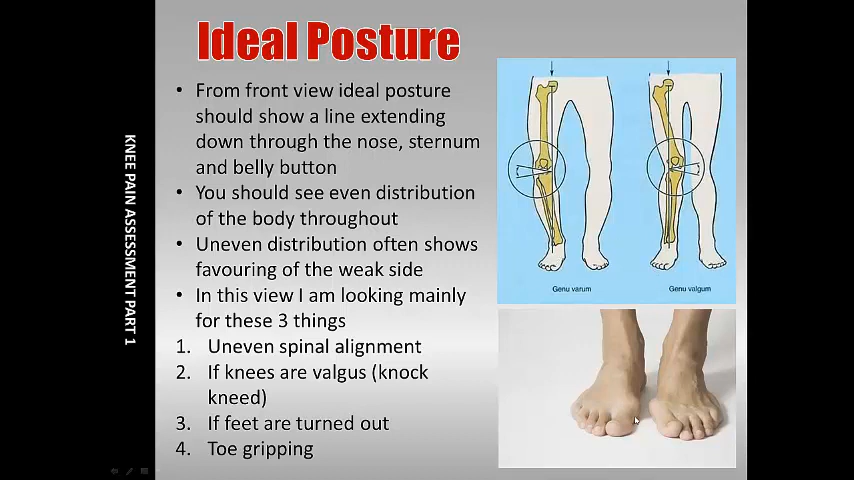 Ideal Posture
• From front view ideal posture
should show a line extending
down through the nose, sternum
and belly button
• You should see even distribution
of the body throughout
• Uneven distribution often shows
favouring of the weak side
• In this view I am looking mainly
for these 3 things
1. Uneven spinal alignment
2. If knees are valgus (knock
kneed)
3. If feet are turned out
4. Toe gripping
KNEE PAIN ASSESSMENT PART 1
Genu varum
Genu valgum